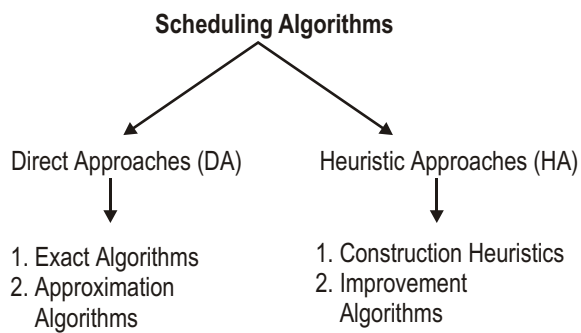 Scheduling Algorithms
Direct Approaches (DA)
Heuristic Approaches (HA)
1. Exact Algorithms
2. Approximation
Algorithms
1. Construction Heuristics
2. Improvement
Algorithms